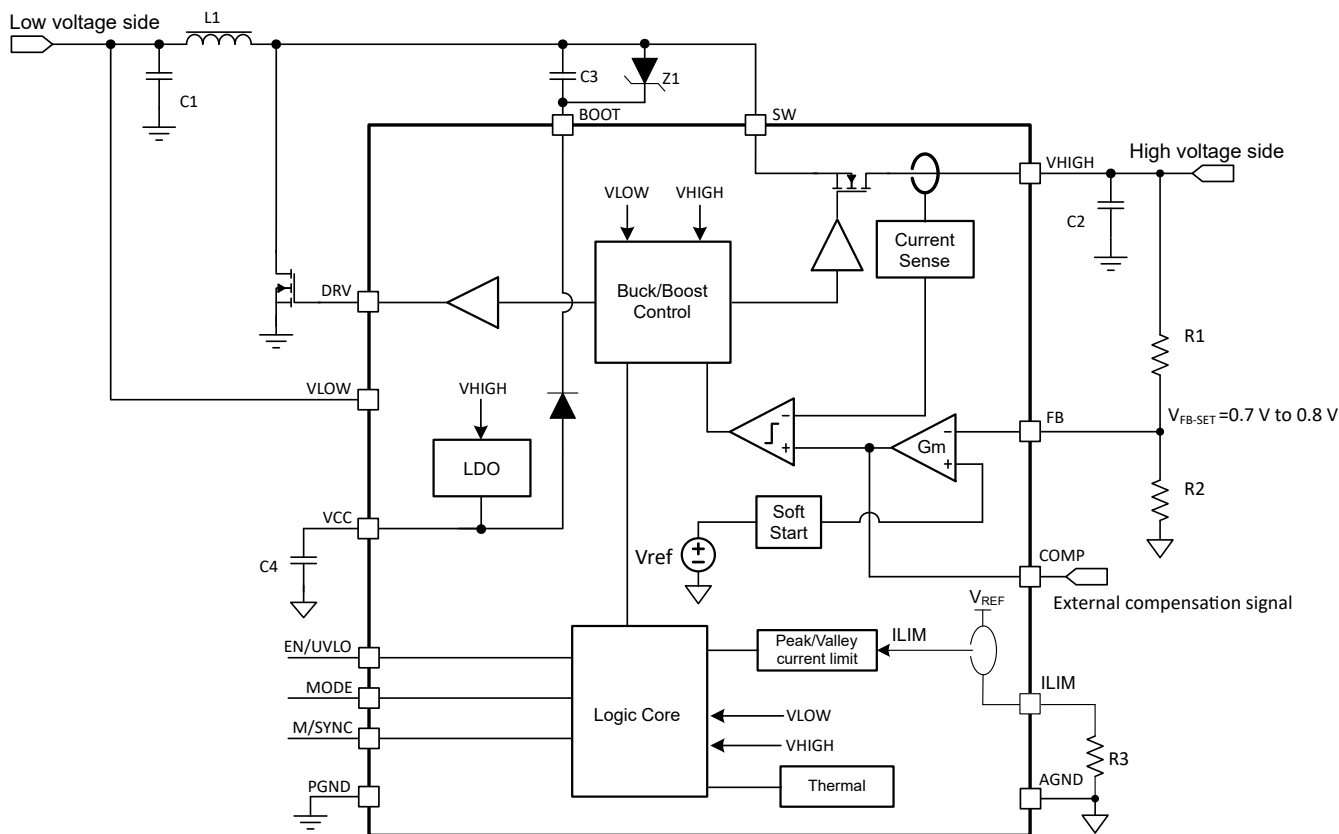 Low voltage side
L1
C1
C3
Z1
BOOT
SW
VHIGH
High voltage side
C2
VLOW
VHIGH
Current
Sense
Buck/Boost
Control
DRV
R1
VLOW
VHIGH
LDO
FB
V_FB-SET =0.7 V to 0.8 V
Gm
R2
VCC
Soft
Start
Vref
C4
COMP
External compensation signal
V_REF
EN/UVLO
Peak/Valley
current limit
ILIM
MODE
ILIM
Logic Core
VLOW
M/SYNC
VHIGH
R3
PGND
Thermal
AGND